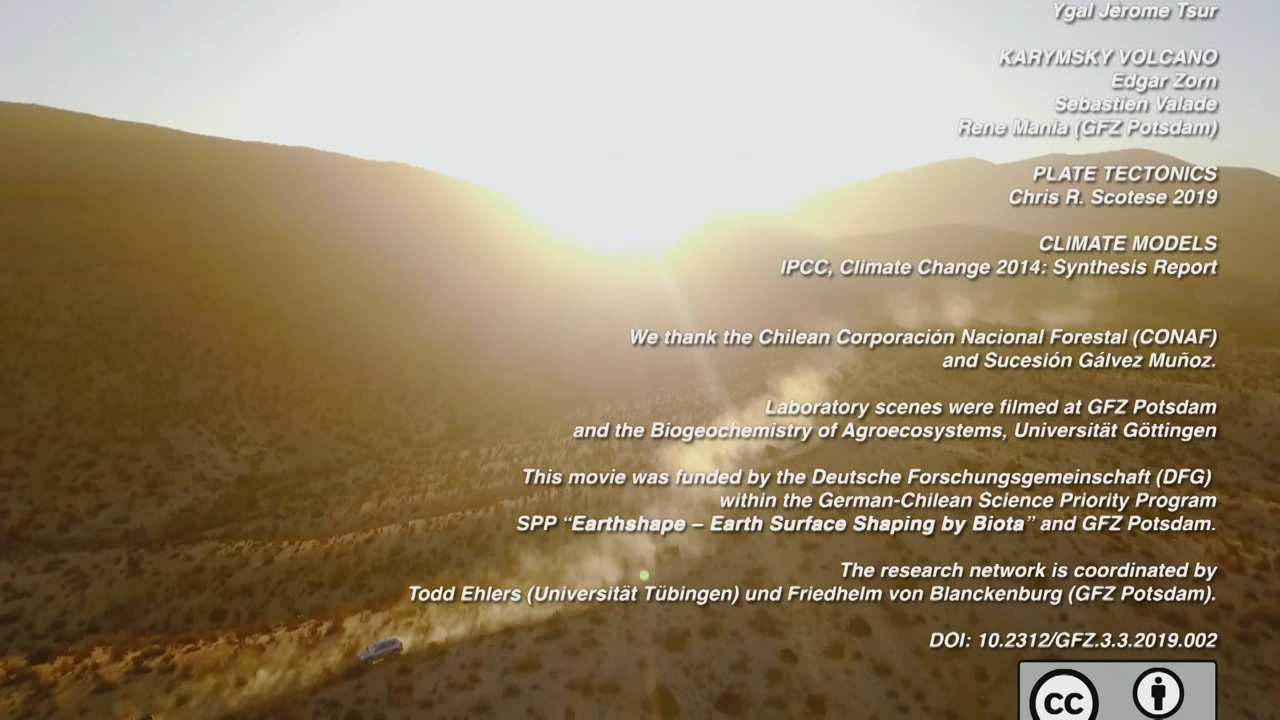 Ygal Jérome Tsur
KARYMSKY VOLCANO
Edgar Zorn
Sebastien Valade
Rene Mania (GFZ Potsdam)
PLATE TECTONICS
Chris R. Scotese 2019
CLIMATE MODELS
IPCC, Climate Change 2014: Synthesis Report
We thank the Chilean Corporación Nacional Forestal (CONAF)
and Sucesión Gálvez Muñoz.
Laboratory scenes were filmed at GFZ Potsdam
and the Biogeochemistry of Agroecosystems, Universität Göttingen
This movie was funded by the Deutsche Forschungsgemeinschaft (DFG)
within the German-Chilean Science Priority Program
SPP “Earthshape – Earth Surface Shaping by Biota” and GFZ Potsdam.
The research network is coordinated by
Todd Ehlers (Universität Tübingen) und Friedhelm von Blanckenburg (GFZ Potsdam).
DOI: 10.2312/GFZ.3.3.2019.002
cc